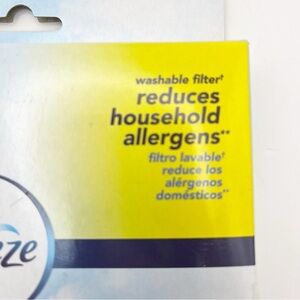 washable filter†
reduces
household
allergens**
filtro lavable†
reduce los
alérgenos
domésticos**